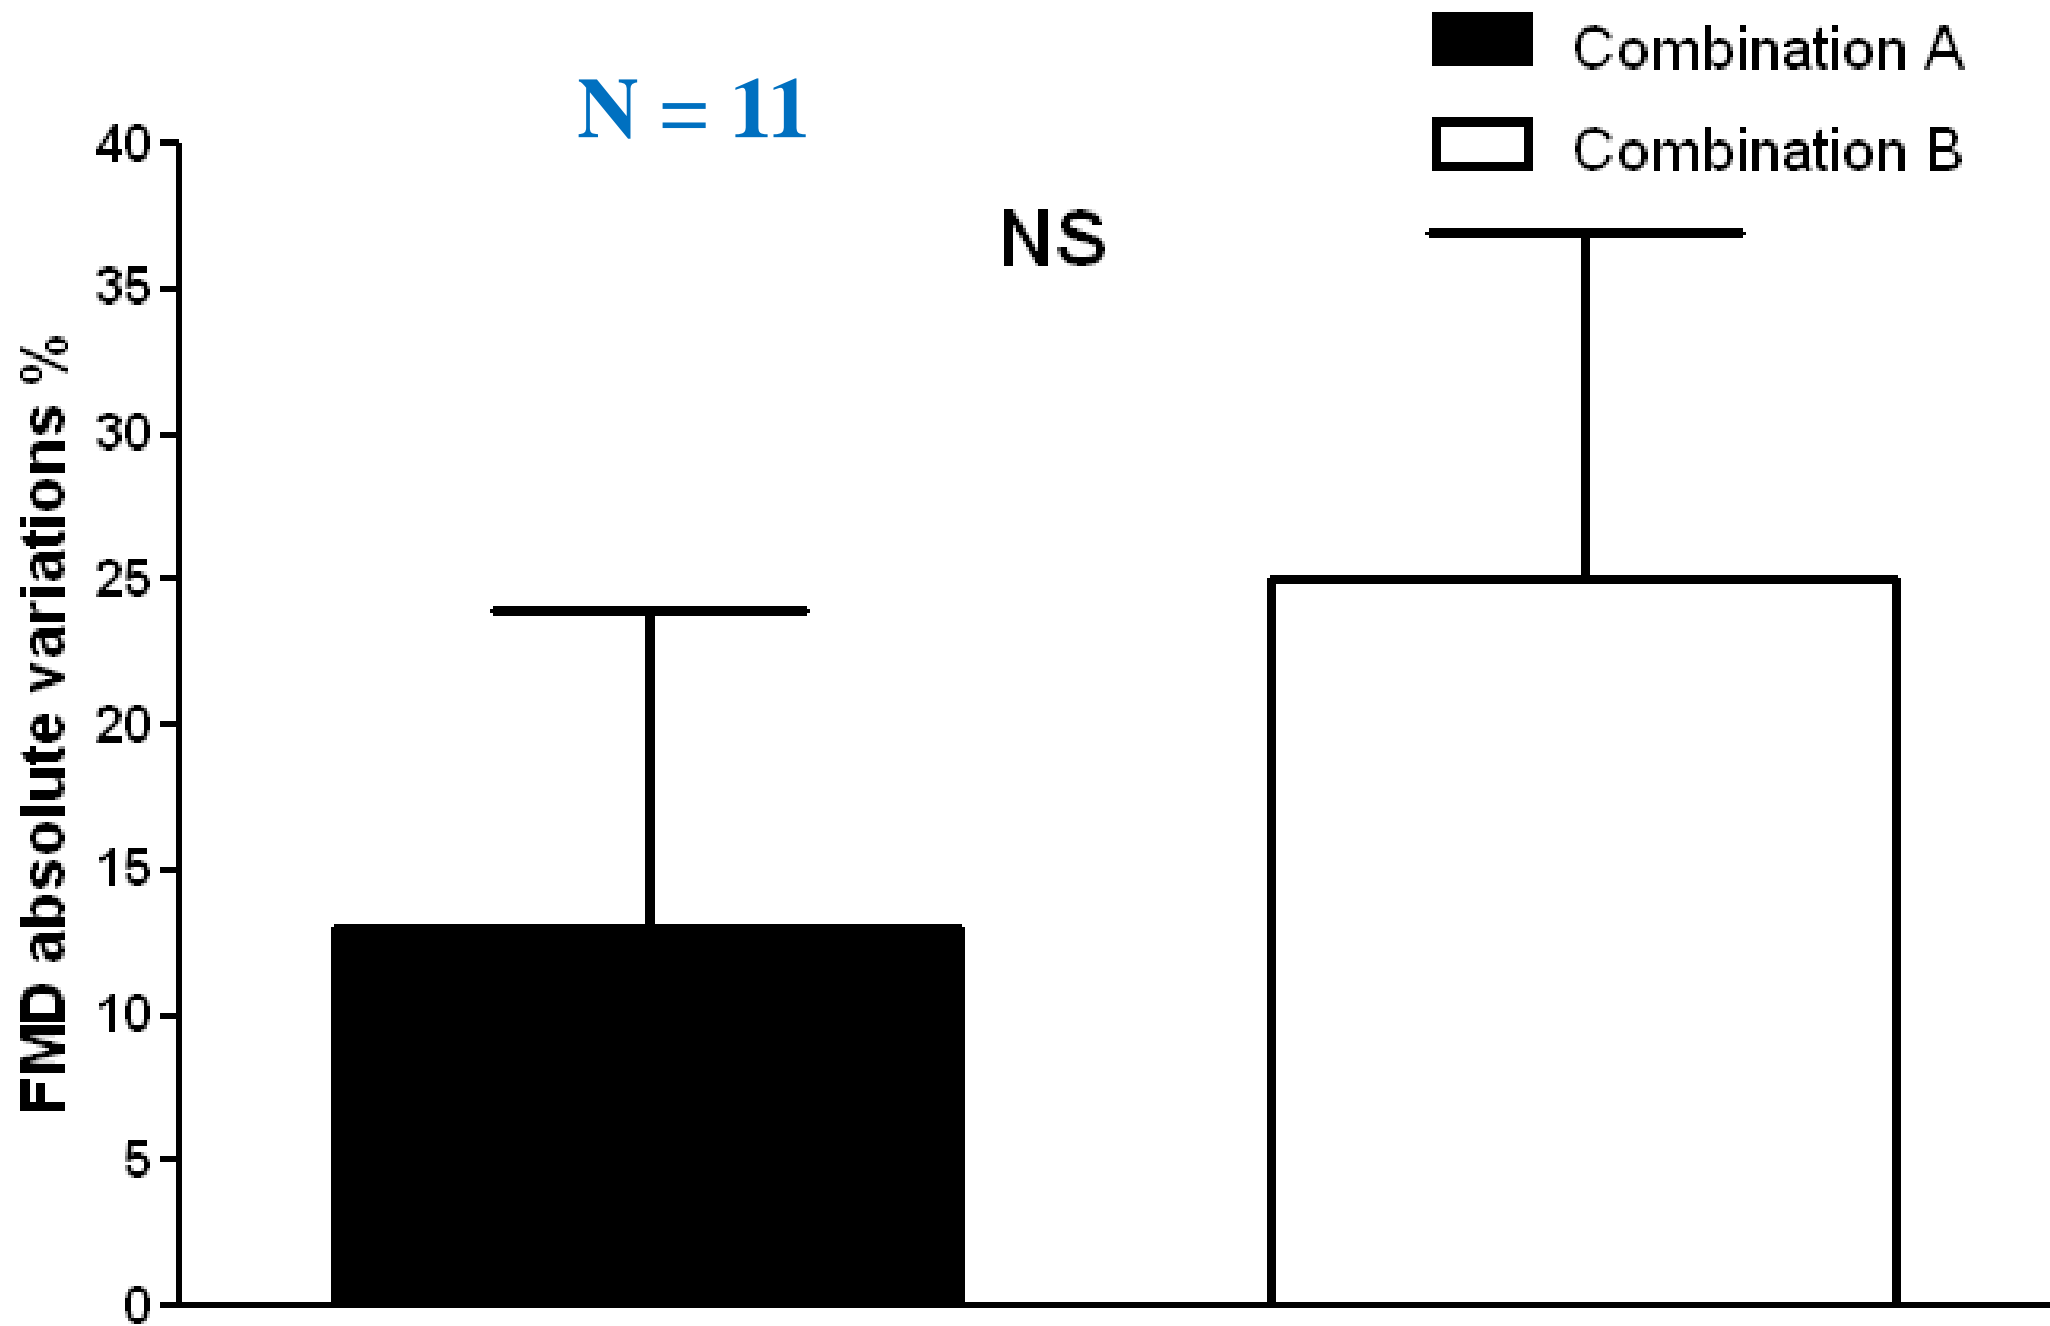 Combination A
Combination B
N = 11
NS
FMD absolute variations %
40
35
30
25
20
15
10
5
0